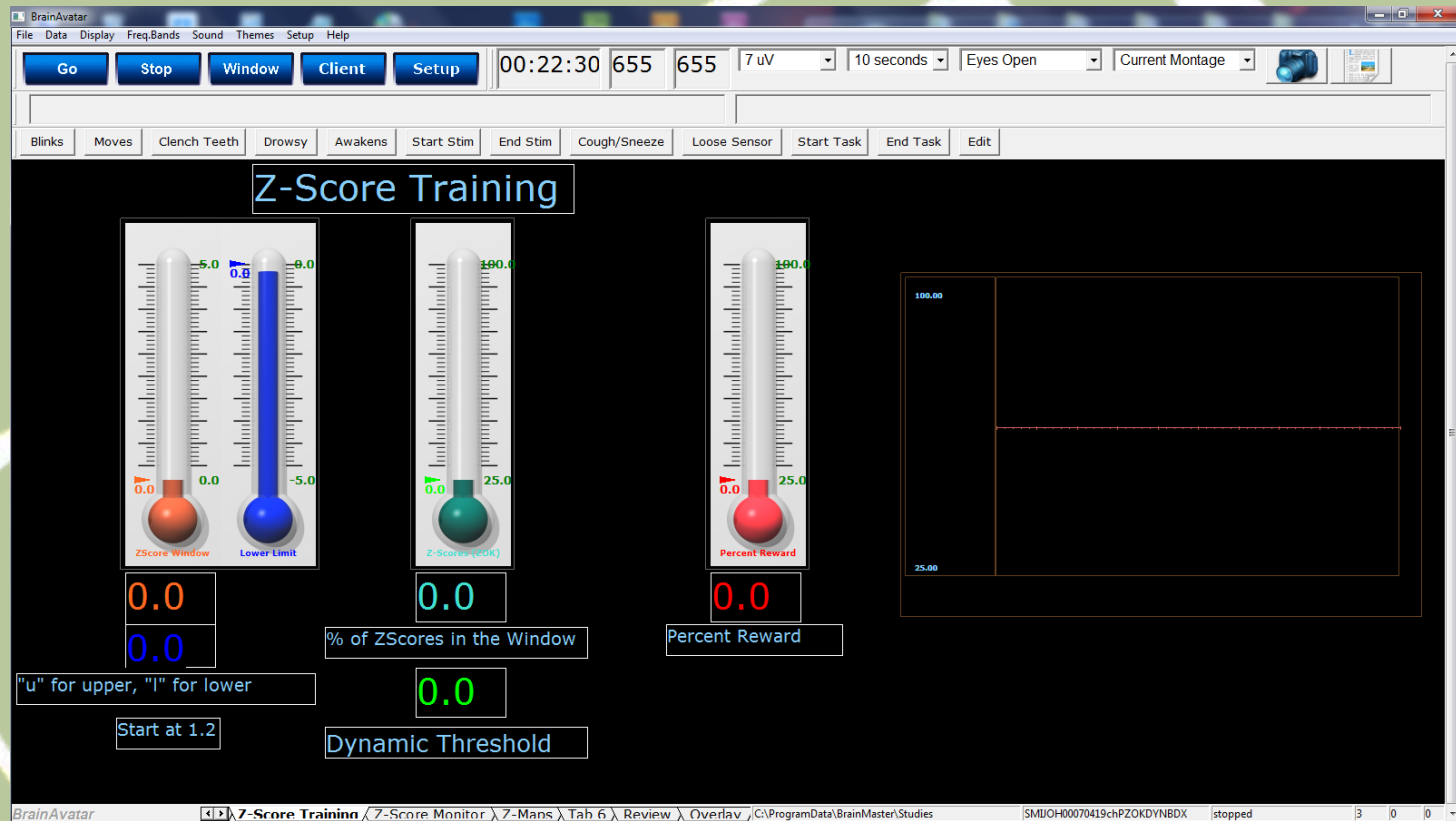 BrainAvatar
File Data Display Freq.Bands Sound Themes Setup Help
Go Stop Window Client Setup 00:22:30 655 655 7 uV 10 seconds Eyes Open Current Montage
Blinks Moves Clench Teeth Drowsy Awakens Start Stim End Stim Cough/Sneeze Loose Sensor Start Task End Task Edit
Z-Score Training
5.0 0.0 0.0 100.0 100.0
100.00
0.0 0.0 -5.0 0.0 25.0 0.0 25.0
ZScore Window Lower Limit Z-Scores (ZOK) Percent Reward
25.00
0.0 0.0 0.0
0.0 % of ZScores in the Window Percent Reward
"u" for upper, "l" for lower 0.0
Start at 1.2 Dynamic Threshold
BrainAvatar Z-Score Training Z-Score Monitor Z-Maps Tab 6 Review Overlay C:\ProgramData\BrainMaster\Studies SMIJOH00070419chPZOKDYNBDX stopped 3 0 0